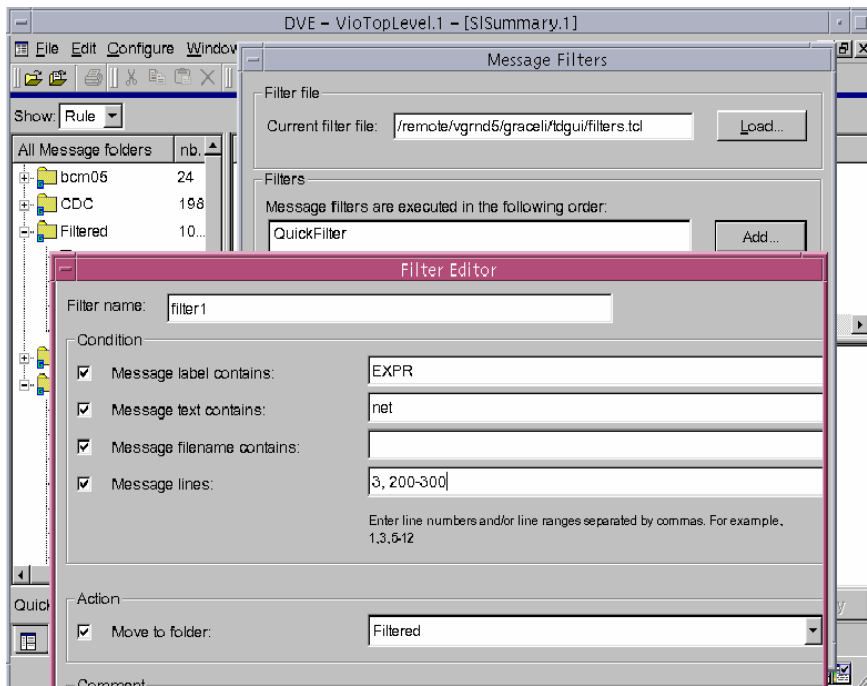 DVE - VioTopLevel.1 - [SlSummary.1]
File Edit Configure Window
Message Filters
Filter file
Current filter file: /remote/vgrnd5/graceli/tdgui/filters.tcl Load...
Show: Rule
All Message folders nb.
bcm05 24
CDC 198
Filtered 10...
Filters
Message filters are executed in the following order:
QuickFilter
Add...
Filter Editor
Filter name: filter1
Condition
Message label contains: EXPR
Message text contains: net
Message filename contains:
Message lines: 3, 200-300
Enter line numbers and/or line ranges separated by commas. For example,
1,3,5-12
Action
Move to folder: Filtered
Comment